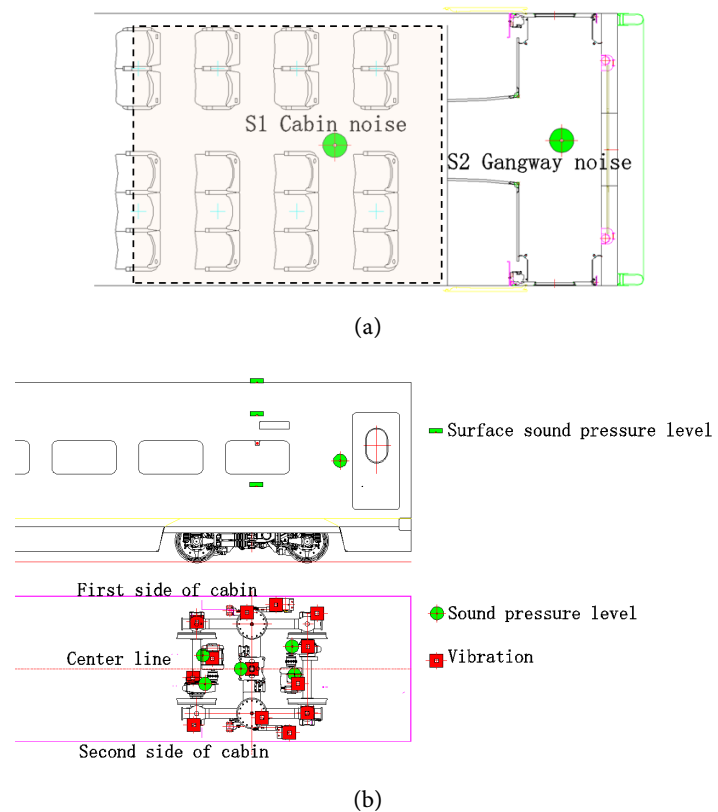 S1 Cabin noise
S2 Gangway noise
(a)
Surface sound pressure level
First side of cabin
Sound pressure level
Center line
Vibration
Second side of cabin
(b)